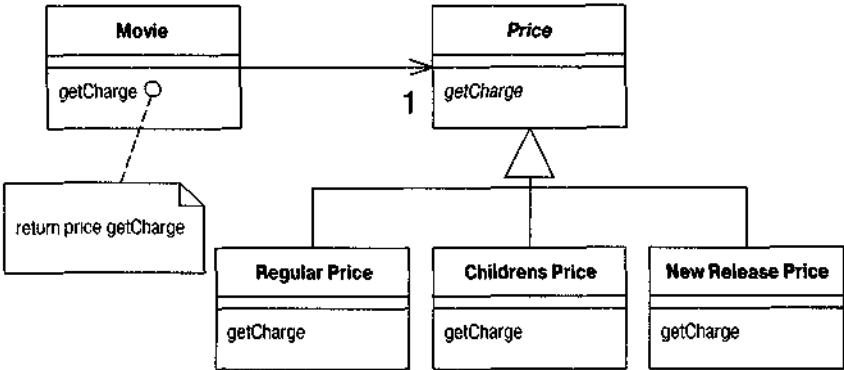 Movie
Price
getCharge
1
getCharge
return price getCharge
Regular Price
Childrens Price
New Release Price
getCharge
getCharge
getCharge